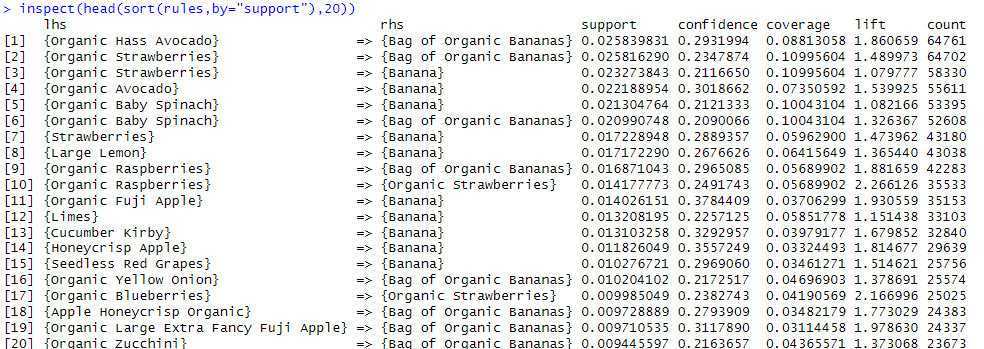 > inspect(head(sort(rules,by="support"),20))
lhs rhs support confidence coverage lift count
[1] {Organic Hass Avocado} => {Bag of Organic Bananas} 0.025839831 0.2931994 0.08813058 1.860659 64761
[2] {Organic Strawberries} => {Bag of Organic Bananas} 0.025816290 0.2347874 0.10995604 1.489973 64702
[3] {Organic Strawberries} => {Banana} 0.023273843 0.2116650 0.10995604 1.079777 58330
[4] {Organic Avocado} => {Banana} 0.022188954 0.3018662 0.07350592 1.539925 55611
[5] {Organic Baby Spinach} => {Banana} 0.021304764 0.2121333 0.10043104 1.082166 53395
[6] {Organic Baby Spinach} => {Bag of Organic Bananas} 0.020990748 0.2090066 0.10043104 1.326367 52608
[7] {Strawberries} => {Banana} 0.017228948 0.2889357 0.05962900 1.473962 43180
[8] {Large Lemon} => {Banana} 0.017172290 0.2676626 0.06415649 1.365440 43038
[9] {Organic Raspberries} => {Bag of Organic Bananas} 0.016871043 0.2965085 0.05689902 1.881659 42283
[10] {Organic Raspberries} => {Organic Strawberries} 0.014177773 0.2491743 0.05689902 2.266126 35533
[11] {Organic Fuji Apple} => {Banana} 0.014026151 0.3784409 0.03706299 1.930559 35153
[12] {Limes} => {Banana} 0.013208195 0.2257125 0.05851778 1.151438 33103
[13] {Cucumber Kirby} => {Banana} 0.013103258 0.3292957 0.03979177 1.679852 32840
[14] {Honeycrisp Apple} => {Banana} 0.011826049 0.3557249 0.03324493 1.814677 29639
[15] {Seedless Red Grapes} => {Banana} 0.010276721 0.2969060 0.03461271 1.514621 25756
[16] {Organic Yellow Onion} => {Bag of Organic Bananas} 0.010204102 0.2172517 0.04696903 1.378691 25574
[17] {Organic Blueberries} => {Organic Strawberries} 0.009985049 0.2382743 0.04190569 2.166996 25025
[18] {Apple Honeycrisp Organic} => {Bag of Organic Bananas} 0.009728889 0.2793909 0.03482179 1.773029 24383
[19] {Organic Large Extra Fancy Fuji Apple} => {Bag of Organic Bananas} 0.009710535 0.3117890 0.03114458 1.978630 24337
[20] {Organic Zucchini} => {Bag of Organic Bananas} 0.009445597 0.2163657 0.04365571 1.373068 23673